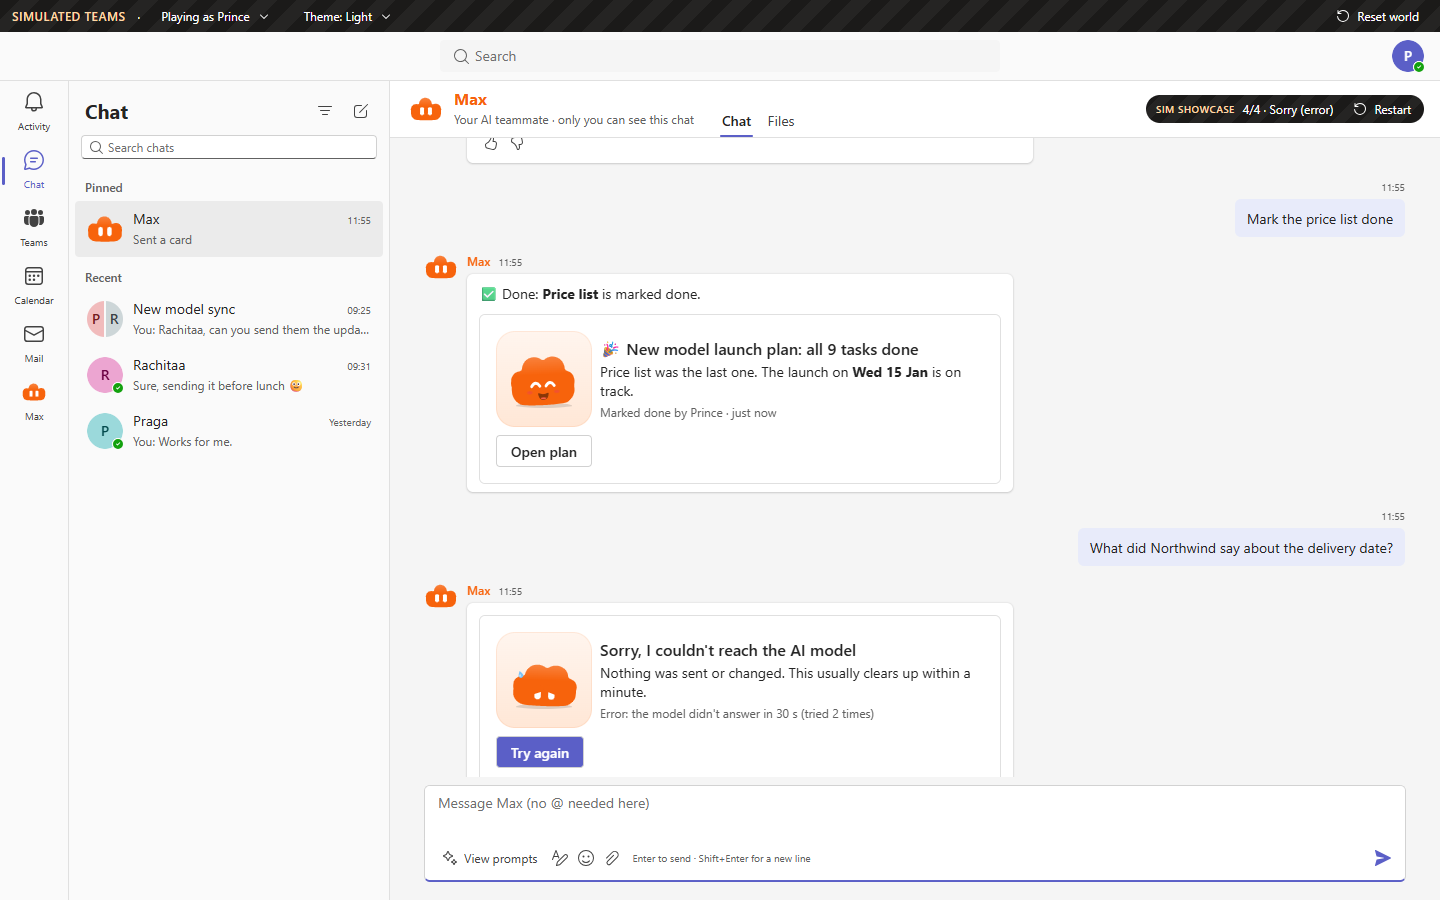 SIMULATED TEAMS · Playing as Prince Theme: Light Reset world
Search
P
Activity
Chat
Teams
Calendar
Mail
Max
Chat
Search chats
Pinned
Max 11:55
Sent a card
Recent
P R
New model sync 09:25
You: Rachitaa, can you send them the upda...
R
Rachitaa 09:31
Sure, sending it before lunch
P
Praga Yesterday
You: Works for me.
Max
Your AI teammate · only you can see this chat
Chat Files
SIM SHOWCASE 4/4 · Sorry (error) Restart
11:55
Mark the price list done
Max 11:55
Done: Price list is marked done.
New model launch plan: all 9 tasks done
Price list was the last one. The launch on Wed 15 Jan is on
track.
Marked done by Prince · just now
Open plan
11:55
What did Northwind say about the delivery date?
Max 11:55
Sorry, I couldn't reach the AI model
Nothing was sent or changed. This usually clears up within a
minute.
Error: the model didn't answer in 30 s (tried 2 times)
Try again
Message Max (no @ needed here)
View prompts Enter to send · Shift+Enter for a new line